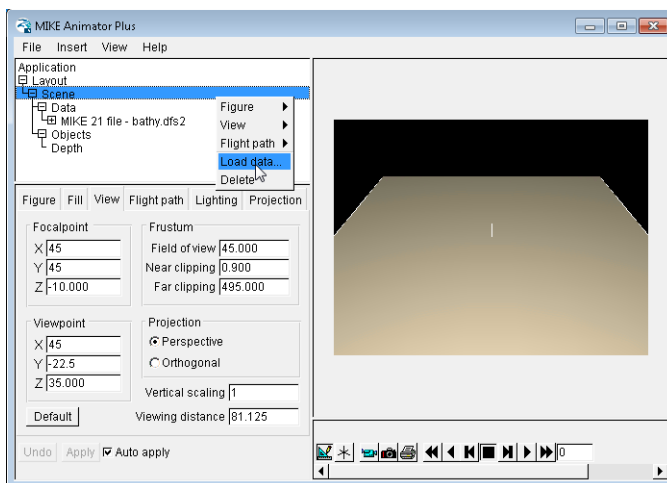 MIKE Animator Plus
File Insert View Help
Application
Layout
Scene
Data
MIKE 21 file - bathy.dfs2
Objects
Depth
Figure
View
Flight path
Load data...
Delete
Figure Fill View Flight path Lighting Projection
Focalpoint
X 45
Y 45
Z -10.000
Frustum
Field of view 45.000
Near clipping 0.900
Far clipping 495.000
Viewpoint
X 45
Y -22.5
Z 35.000
Projection
Perspective
Orthogonal
Vertical scaling 1
Default
Viewing distance 81.125
Undo Apply Auto apply
0